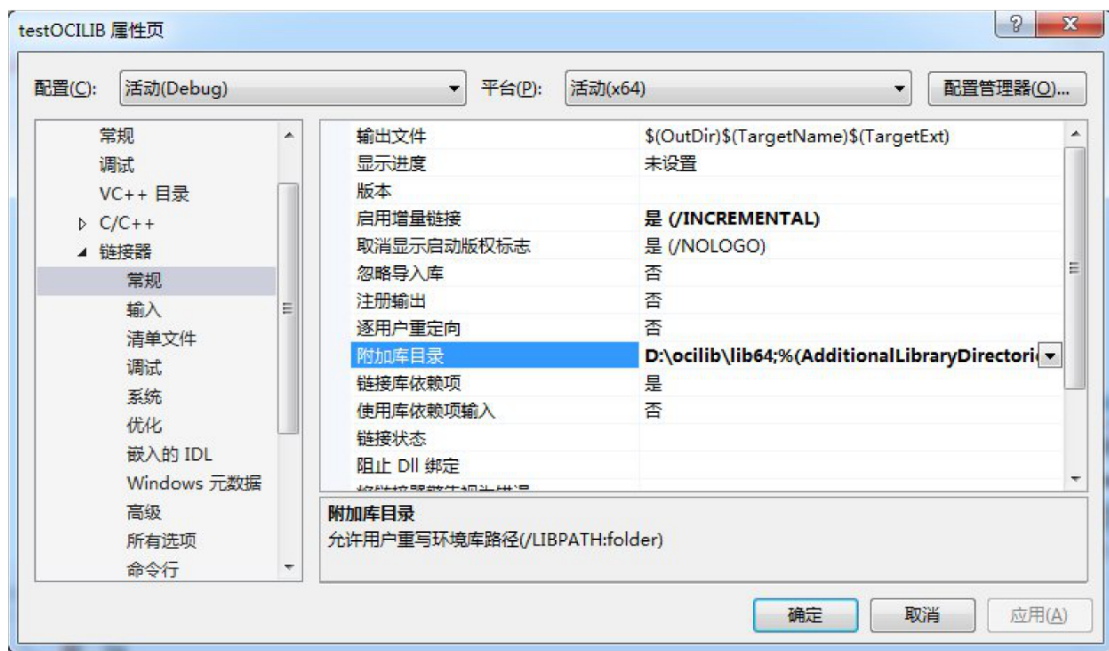 testOCILIB 属性页
配置(C): 活动(Debug) 平台(P): 活动(x64) 配置管理器(O)...
常规
调试
VC++ 目录
C/C++
链接器
常规
输入
清单文件
调试
系统
优化
嵌入的 IDL
Windows 元数据
高级
所有选项
命令行
输出文件 $(OutDir)$(TargetName)$(TargetExt)
显示进度 未设置
版本
启用增量链接 是 (/INCREMENTAL)
取消显示启动版权标志 是 (/NOLOGO)
忽略导入库 否
注册输出 否
逐用户重定向 否
附加库目录 D:\ocilib\lib64;%(AdditionalLibraryDirectori
链接库依赖项 是
使用库依赖项输入 否
链接状态
阻止 Dll 绑定
附加库目录
允许用户重写环境库路径(/LIBPATH:folder)
确定 取消 应用(A)